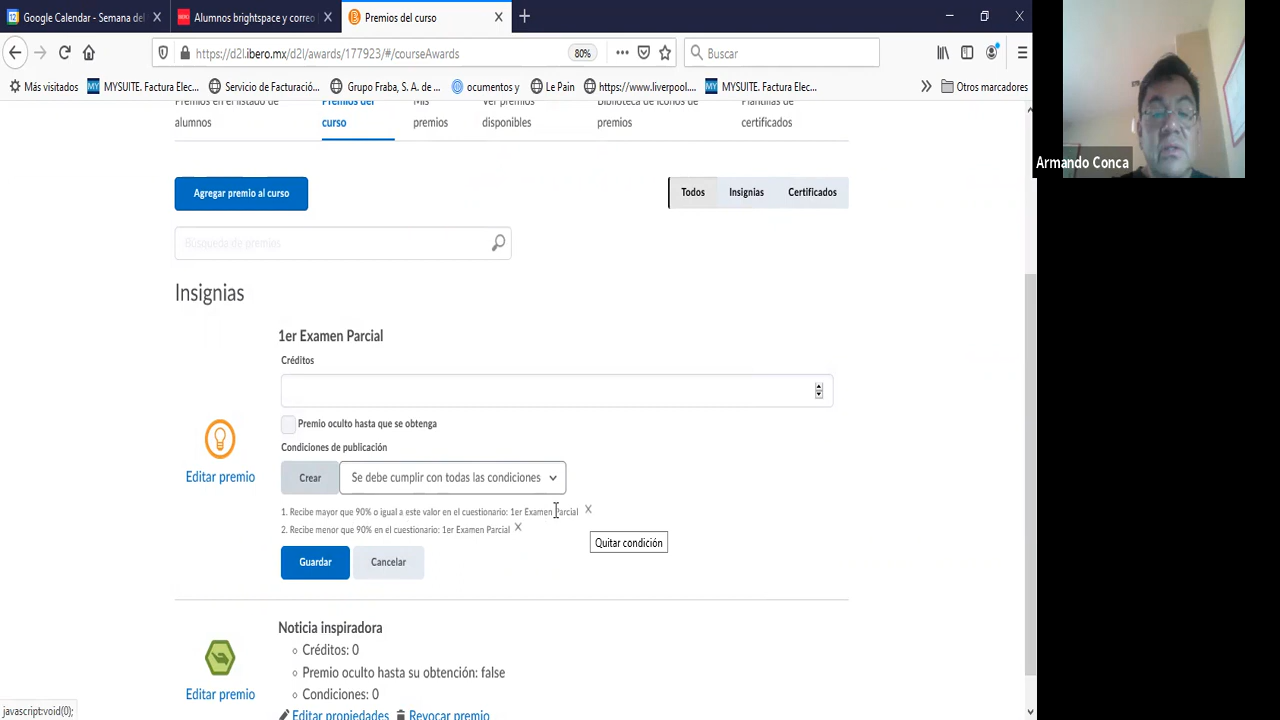 Google Calendar - Semana del
Alumnos brightspace y correo
Premios del curso
https://d2l.ibero.mx/d2l/awards/177923/#/courseAwards
80%
Buscar
Más visitados
MYSUITE. Factura Elec...
Servicio de Facturació...
Grupo Fraba, S. A. de ...
ocumentos y
Le Pain
https://www.liverpool....
MYSUITE. Factura Elec...
Otros marcadores
Premios en el listado de alumnos
Premios del curso
Mis premios
Ver premios disponibles
Biblioteca de iconos de premios
Plantillas de certificados
Armando Conca
Agregar premio al curso
Todos
Insignias
Certificados
Búsqueda de premios
Insignias
1er Examen Parcial
Créditos
Premio oculto hasta que se obtenga
Condiciones de publicación
Editar premio
Crear
Se debe cumplir con todas las condiciones
1. Recibe mayor que 90% o igual a este valor en el cuestionario: 1er Examen Parcial
2. Recibe menor que 90% en el cuestionario: 1er Examen Parcial
Quitar condición
Guardar
Cancelar
Noticia inspiradora
Créditos: 0
Premio oculto hasta su obtención: false
Condiciones: 0
Editar premio
Editar propiedades
Revocar premio
javascript:void(0);